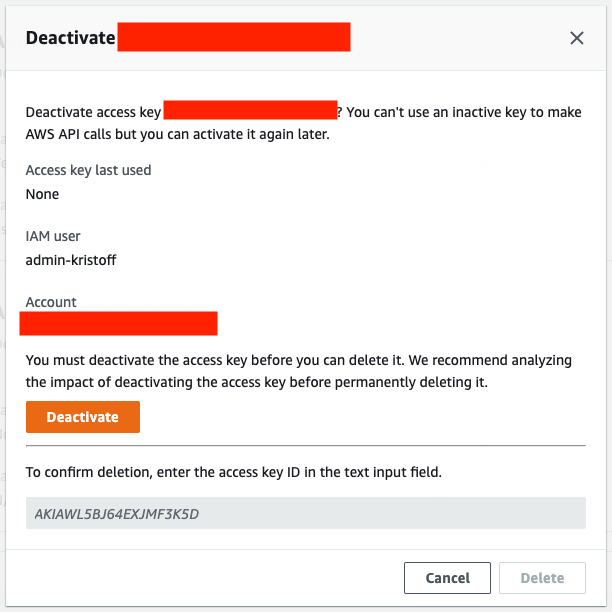 Deactivate
Deactivate access key ? You can't use an inactive key to make
AWS API calls but you can activate it again later.
Access key last used
None
IAM user
admin-kristoff
Account
You must deactivate the access key before you can delete it. We recommend analyzing
the impact of deactivating the access key before permanently deleting it.
Deactivate
To confirm deletion, enter the access key ID in the text input field.
AKIAWL5BJ64EXJMF3K5D
Cancel
Delete